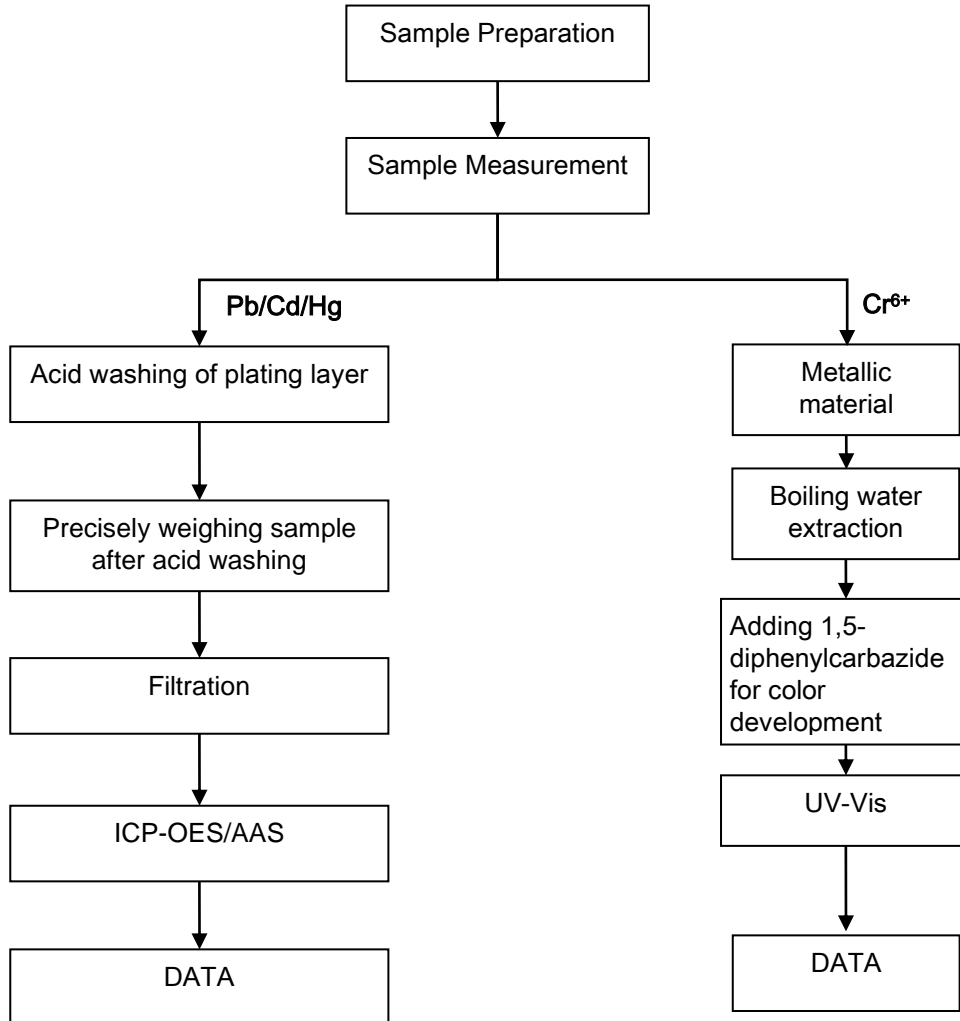 Sample Preparation
Sample Measurement
Pb/Cd/Hg
Acid washing of plating layer
Precisely weighing sample
after acid washing
Filtration
ICP-OES/AAS
DATA
Cr⁶⁺
Metallic
material
Boiling water
extraction
Adding 1,5-
diphenylcarbazide
for color
development
UV-Vis
DATA